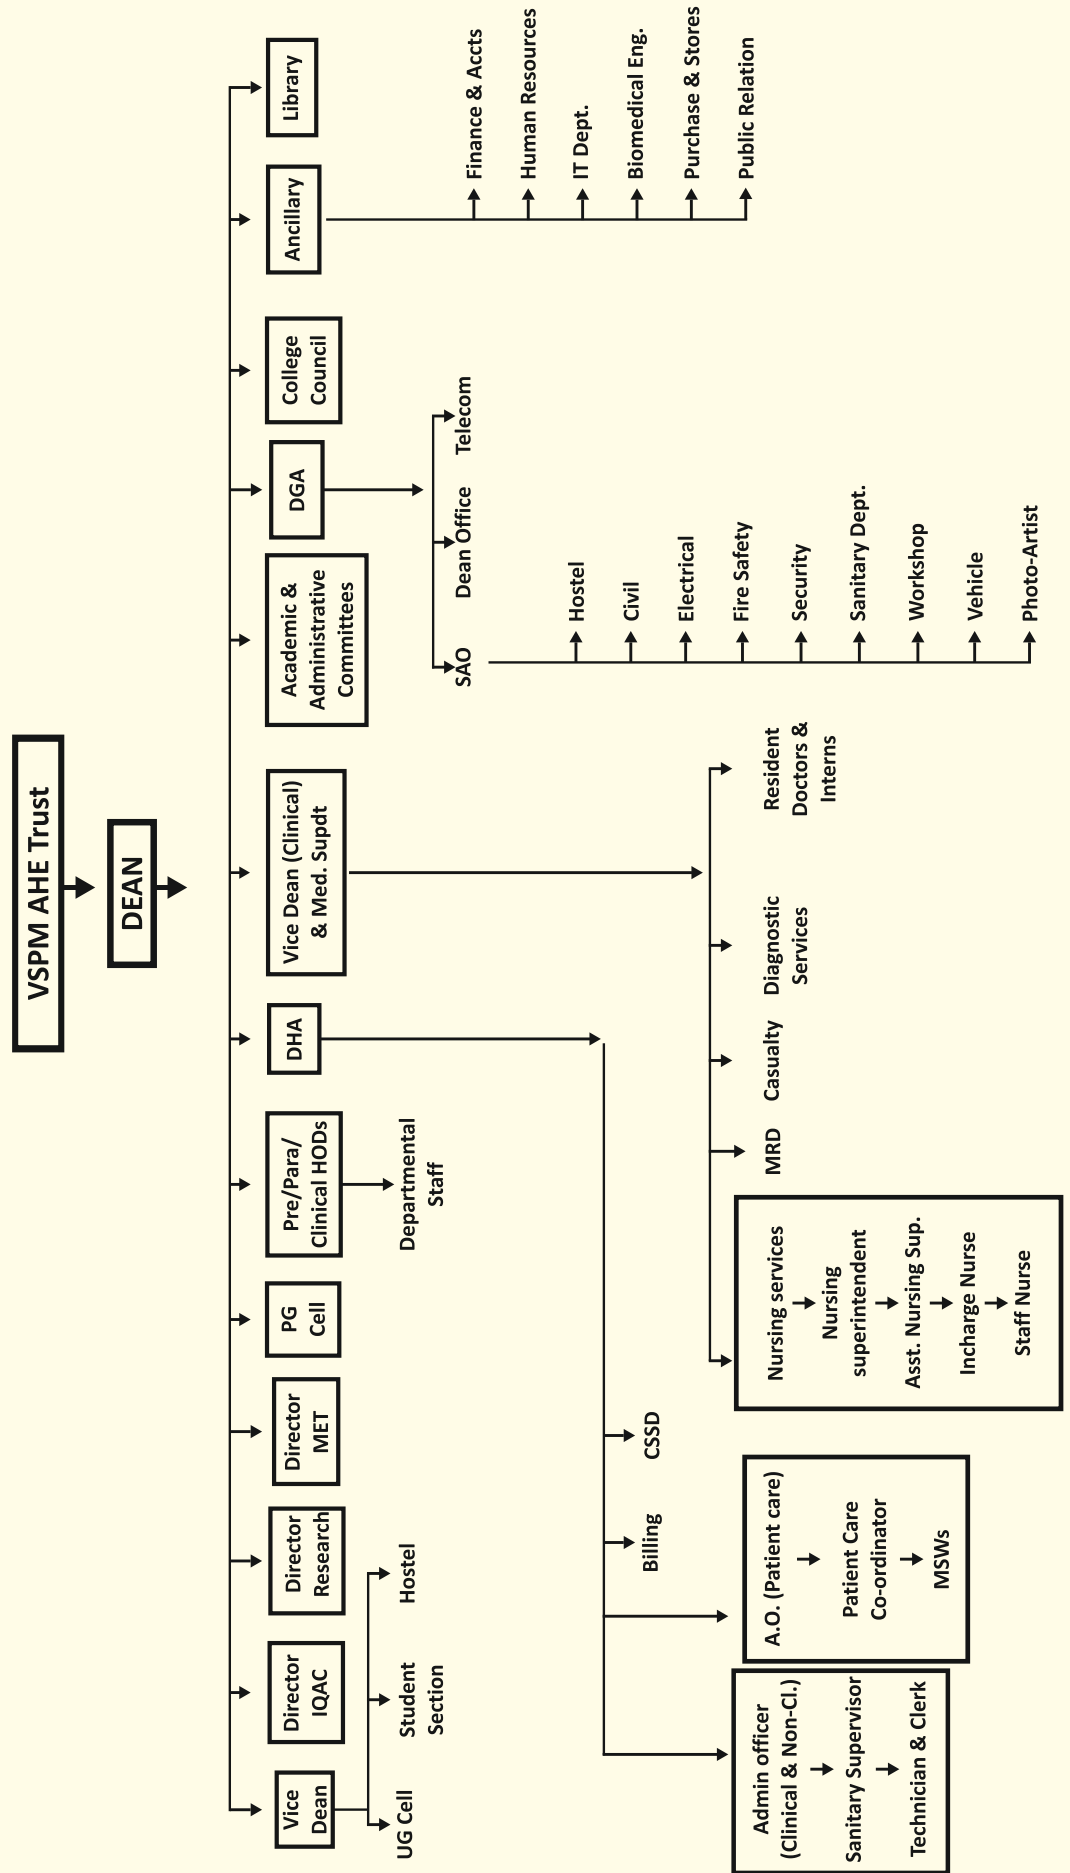 VSPM AHE Trust
DEAN
Vice
Dean
Director
IQAC
Director
Research
Director
MET
PG
Cell
Pre/Para/
Clinical HODs
DHA
Vice Dean (Clinical)
& Med. Supdt
Academic &
Administrative
Committees
DGA
College
Council
Ancillary
Library
UG Cell
Student
Section
Hostel
Departmental
Staff
SAO
Dean Office
Telecom
Finance & Accts
Human Resources
IT Dept.
Biomedical Eng.
Purchase & Stores
Public Relation
Hostel
Civil
Electrical
Fire Safety
Security
Sanitary Dept.
Workshop
Vehicle
Photo-Artist
Billing
CSSD
Admin officer
(Clinical & Non-Cl.)
Sanitary Supervisor
Technician & Clerk
A.O. (Patient care)
Patient Care
Co-ordinator
MSWs
Nursing services
Nursing
superintendent
Asst. Nursing Sup.
Incharge Nurse
Staff Nurse
MRD
Casualty
Diagnostic
Services
Resident
Doctors &
Interns